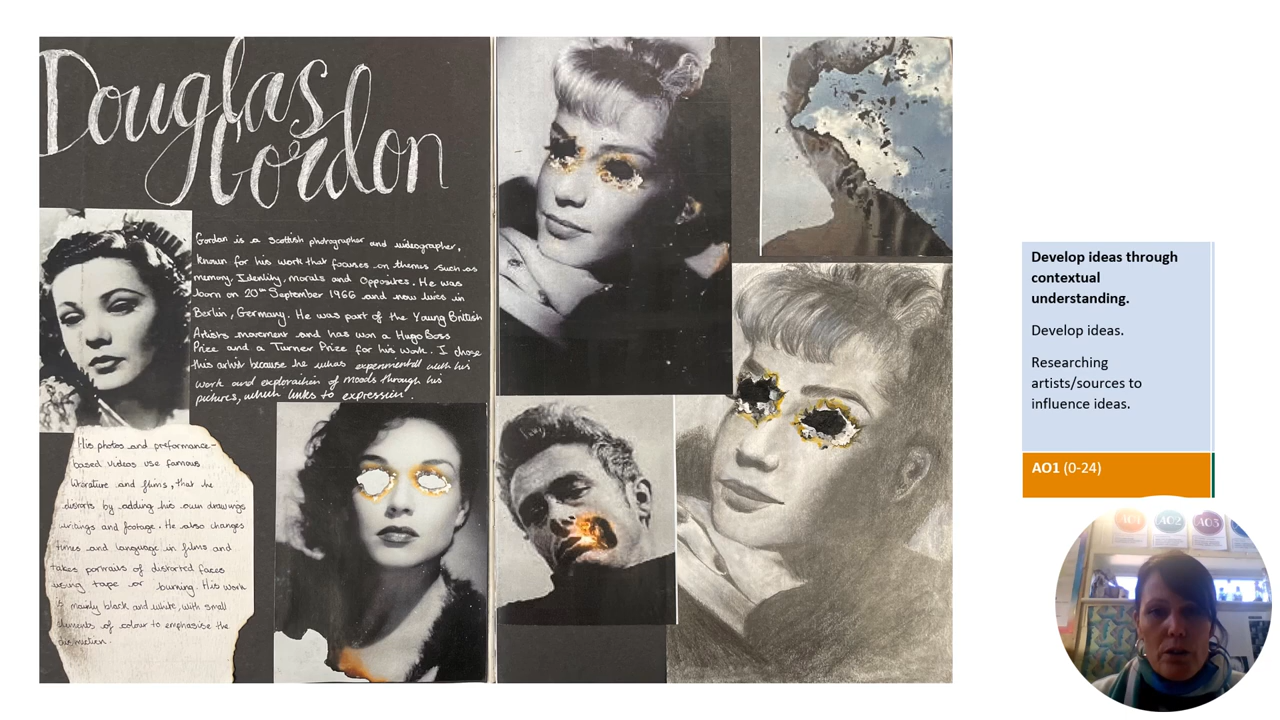 Douglas
Gordon
Gordon is a Scottish photographer and videographer,
known for his work that focuses on themes such as
memory, Identity, morals and Opposites. He was
born on 20th September 1966 and now lives in
Berlin, Germany. He was part of the Young British
Artists movement and has won a Hugo Boss
Prize and a Turner Prize for his work. I chose
this artist because he was experimental with his
work and exploration of moods through his
pictures, which links to expression.
His photos and preformance-
based videos use famous
literature and films, that he
distorts by adding his own drawings
writings and footage. He also changes
times and language in films and
takes portraits of distorted faces
using tape or burning. His work
is mainly black and white, with small
elements of colour to emphasise the
distruction.
Develop ideas through
contextual
understanding.
Develop ideas.
Researching
artists/sources to
influence ideas.
AO1 (0-24)
AO1
AO2
AO3